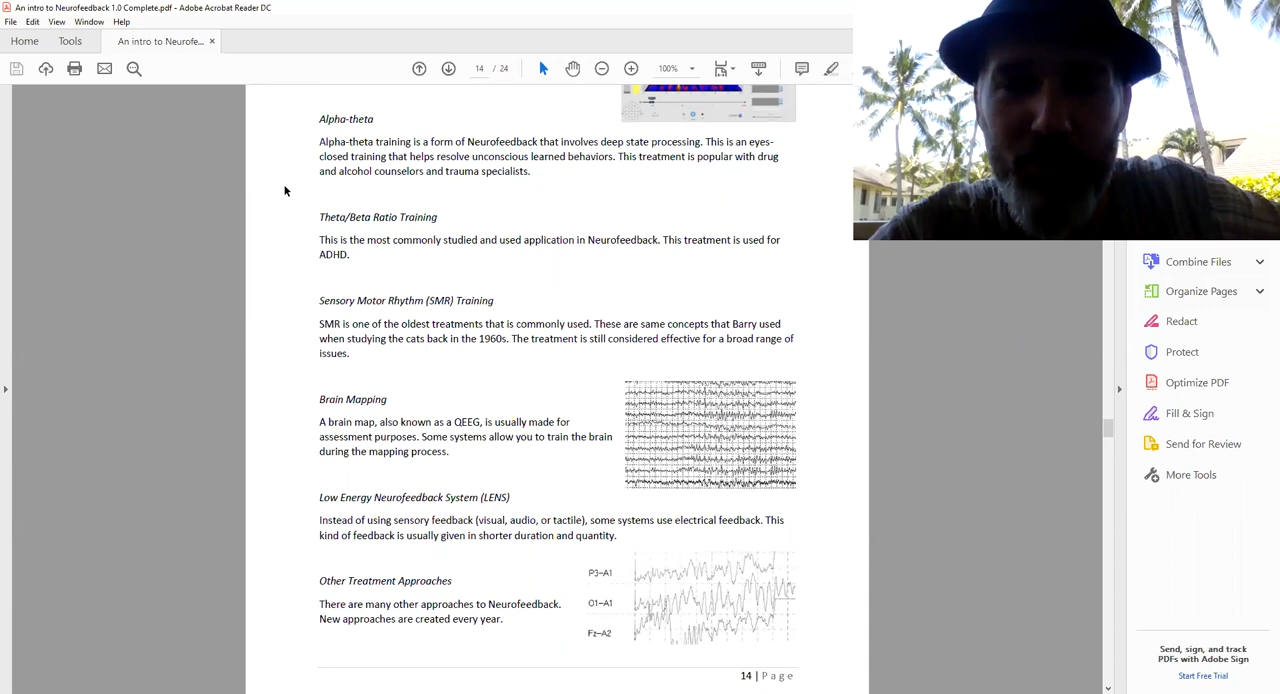 An intro to Neurofeedback 1.0 Complete.pdf - Adobe Acrobat Reader DC
File Edit View Window Help
Home Tools An intro to Neurofe... ×
14 / 24 100%
Alpha-theta
Alpha-theta training is a form of Neurofeedback that involves deep state processing. This is an eyes-
closed training that helps resolve unconscious learned behaviors. This treatment is popular with drug
and alcohol counselors and trauma specialists.
Theta/Beta Ratio Training
This is the most commonly studied and used application in Neurofeedback. This treatment is used for
ADHD.
Sensory Motor Rhythm (SMR) Training
SMR is one of the oldest treatments that is commonly used. These are same concepts that Barry used
when studying the cats back in the 1960s. The treatment is still considered effective for a broad range of
issues.
Brain Mapping
A brain map, also known as a QEEG, is usually made for
assessment purposes. Some systems allow you to train the brain
during the mapping process.
Low Energy Neurofeedback System (LENS)
Instead of using sensory feedback (visual, audio, or tactile), some systems use electrical feedback. This
kind of feedback is usually given in shorter duration and quantity.
Other Treatment Approaches
There are many other approaches to Neurofeedback.
New approaches are created every year.
P3–A1
O1–A1
Fz–A2
14 | Page
Combine Files
Organize Pages
Redact
Protect
Optimize PDF
Fill & Sign
Send for Review
More Tools
Send, sign, and track
PDFs with Adobe Sign
Start Free Trial